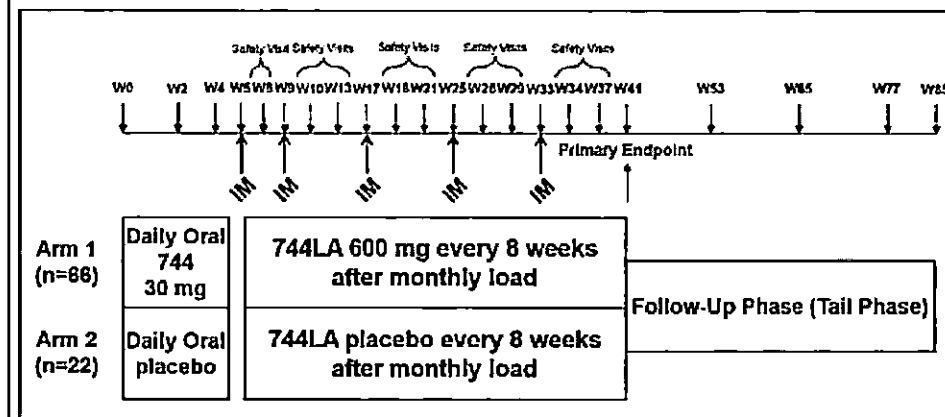 Safety Visit Safety Visits Safety Visits Safety Visits Safety Visits
W0 W2 W4 W5 W8 W9 W10 W13 W17 W18 W21 W25 W26 W29 W33 W34 W37 W41 W53 W65 W77 W85
Primary Endpoint
IM IM IM IM IM
Arm 1
(n=66)
Daily Oral
744
30 mg
744LA 600 mg every 8 weeks
after monthly load
Follow-Up Phase (Tail Phase)
Arm 2
(n=22)
Daily Oral
placebo
744LA placebo every 8 weeks
after monthly load